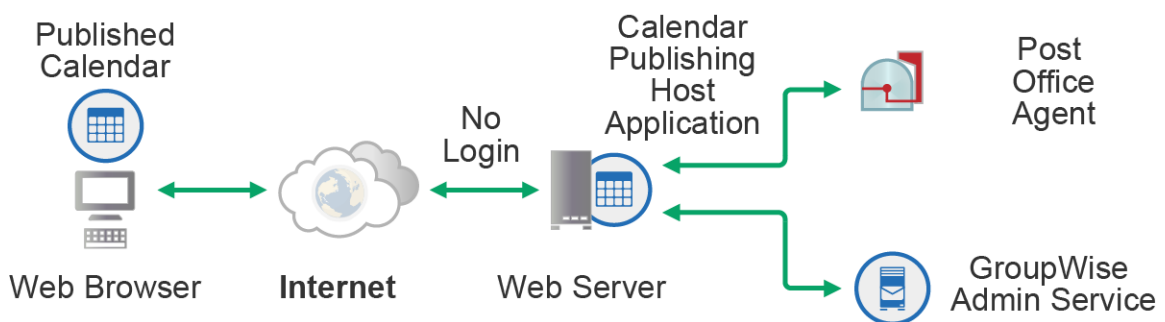 Published
Calendar
No
Login
Calendar
Publishing
Host
Application
Post
Office
Agent
Web Browser
Internet
Web Server
GroupWise
Admin Service